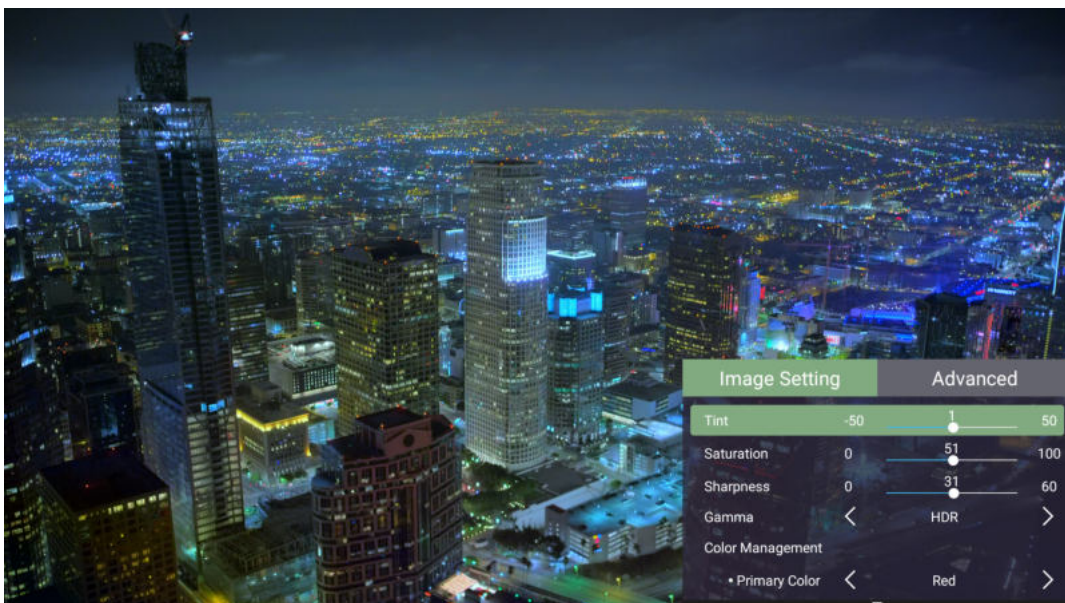 Image Setting Advanced
Tint -50 1 50
Saturation 0 51 100
Sharpness 0 31 60
Gamma HDR
Color Management
• Primary Color Red